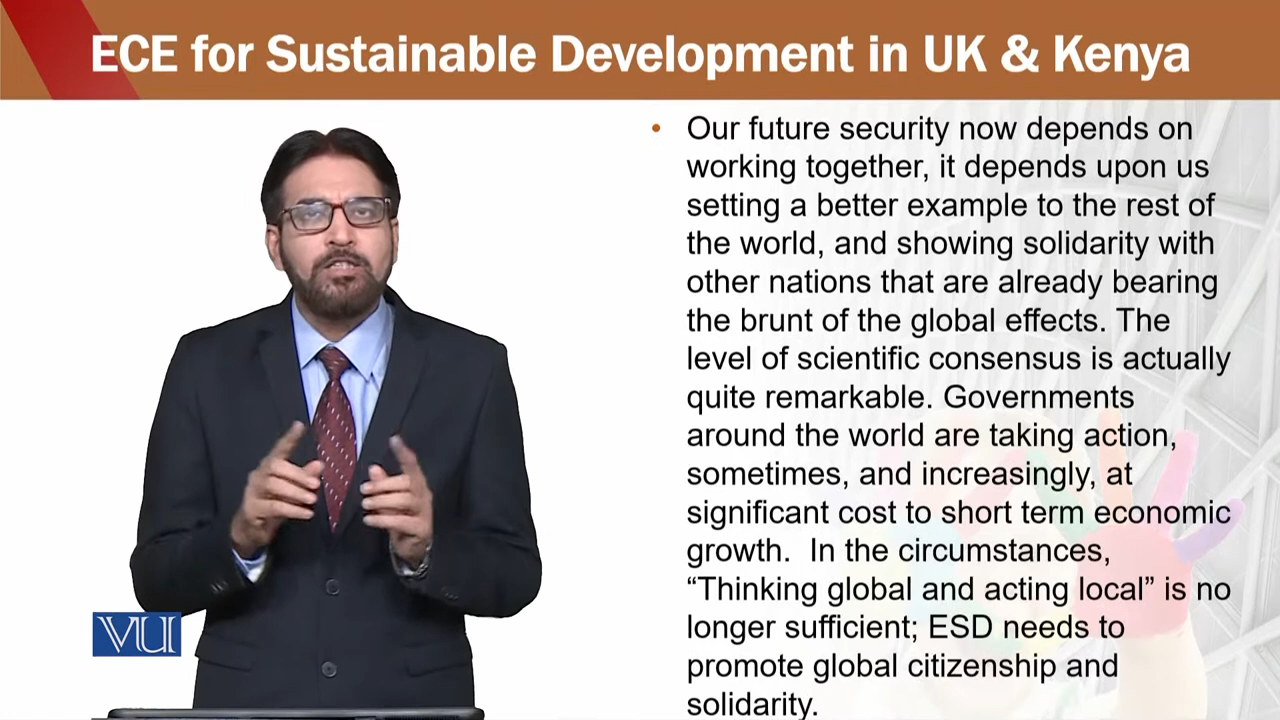 ECE for Sustainable Development in UK & Kenya
• Our future security now depends on
working together, it depends upon us
setting a better example to the rest of
the world, and showing solidarity with
other nations that are already bearing
the brunt of the global effects. The
level of scientific consensus is actually
quite remarkable. Governments
around the world are taking action,
sometimes, and increasingly, at
significant cost to short term economic
growth.  In the circumstances,
“Thinking global and acting local” is no
longer sufficient; ESD needs to
promote global citizenship and
solidarity.
VU